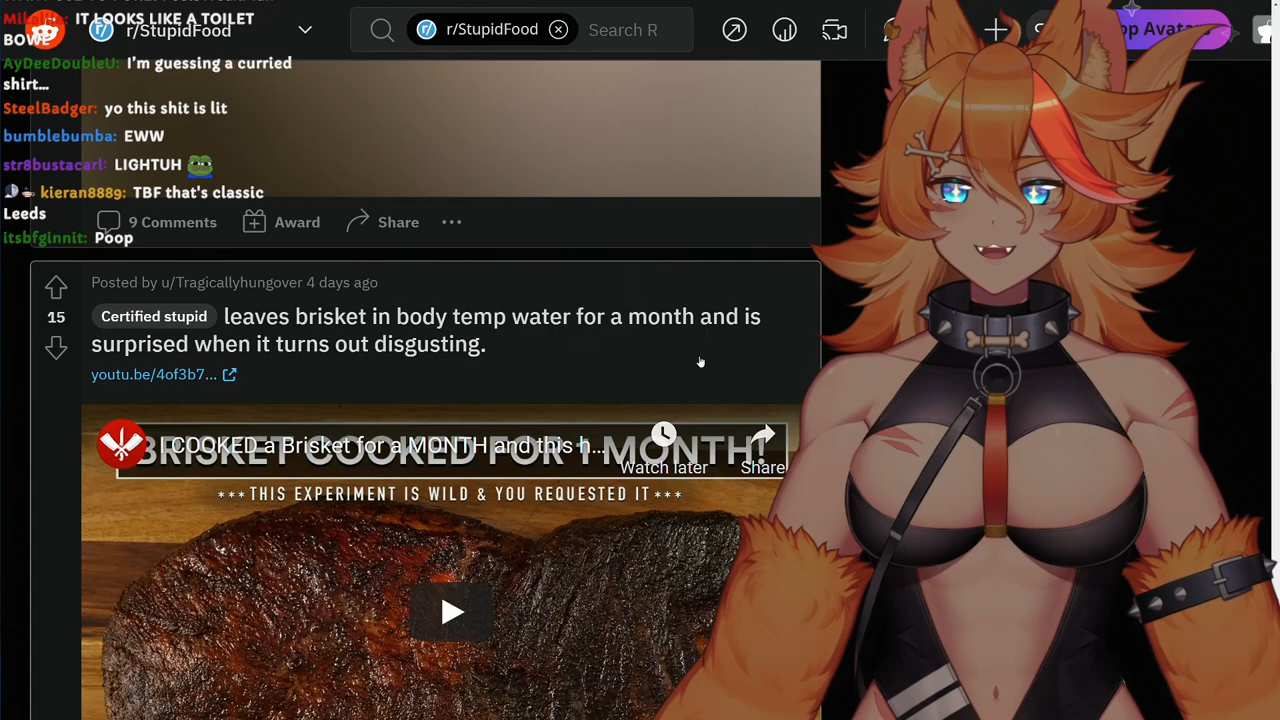 Mikolite: IT LOOKS LIKE A TOILET
BOWL
AyDeeDoubleU: I'm guessing a curried
shirt...
SteelBadger: yo this shit is lit
bumblebumba: EWW
str8bustacarl: LIGHTUH
kieran8889: TBF that's classic
Leeds
itsbfginnit: Poop
r/StupidFood
r/StupidFood
Search R
Avata
9 Comments
Award
Share
Posted by u/Tragicallyhungover 4 days ago
15
Certified stupid leaves brisket in body temp water for a month and is
surprised when it turns out disgusting.
youtu.be/4of3b7...
I COOKED a Brisket for a MONTH and this h...
BRISKET COOKED FOR 1 MONTH!
Watch later
Share
***THIS EXPERIMENT IS WILD & YOU REQUESTED IT***